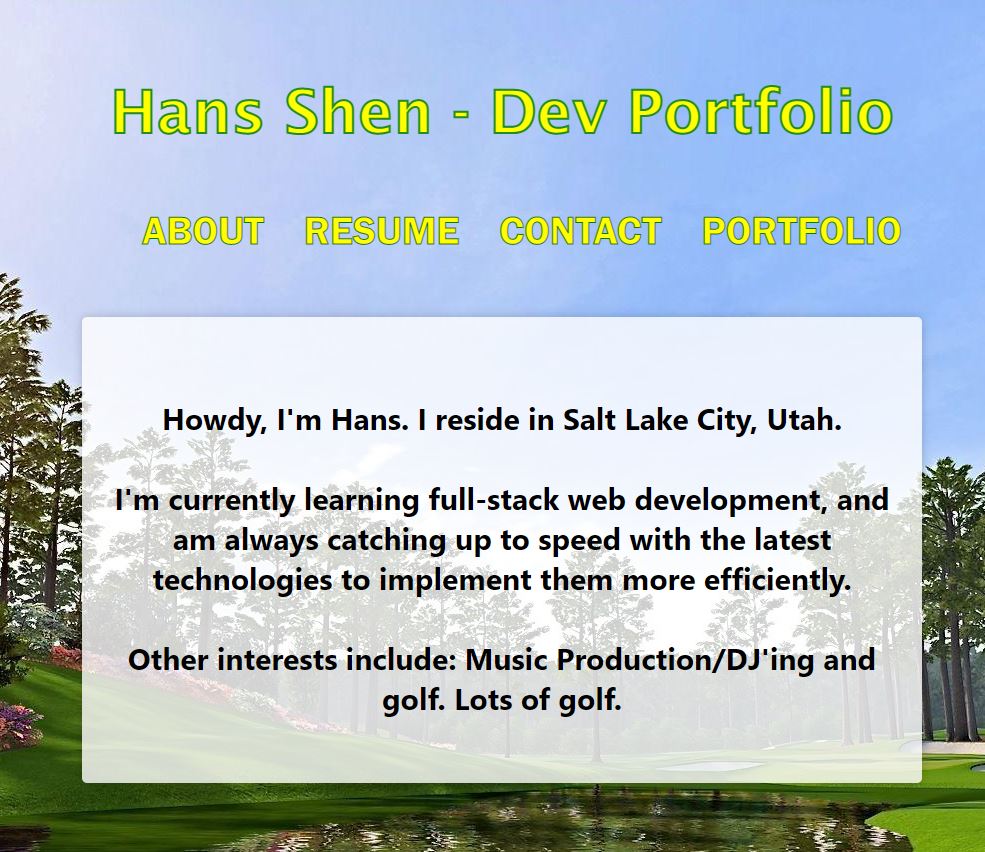 Hans Shen - Dev Portfolio
ABOUT RESUME CONTACT PORTFOLIO
Howdy, I'm Hans. I reside in Salt Lake City, Utah.
I'm currently learning full-stack web development, and
am always catching up to speed with the latest
technologies to implement them more efficiently.
Other interests include: Music Production/DJ'ing and
golf. Lots of golf.